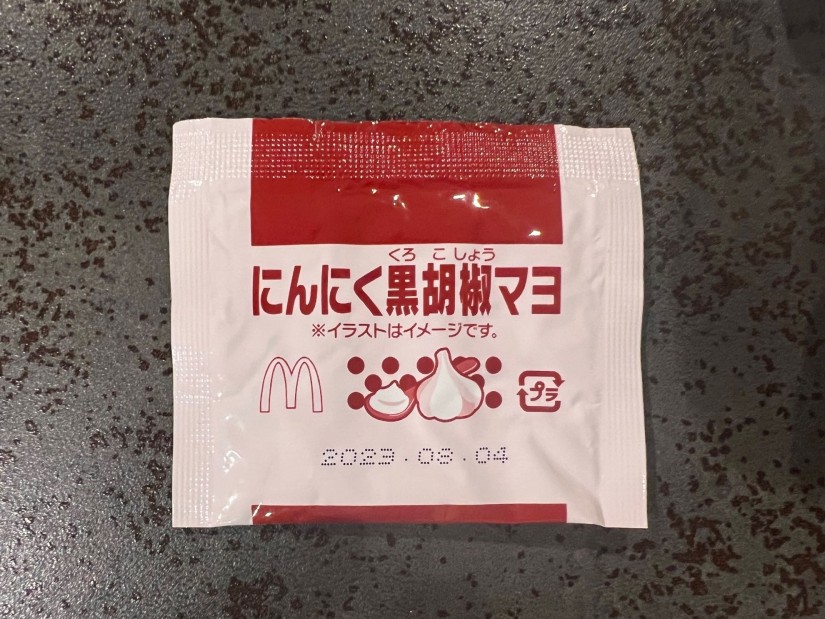 くろ こ しょう
にんにく黒胡椒マヨ
※イラストはイメージです。
プラ
2023.09.04